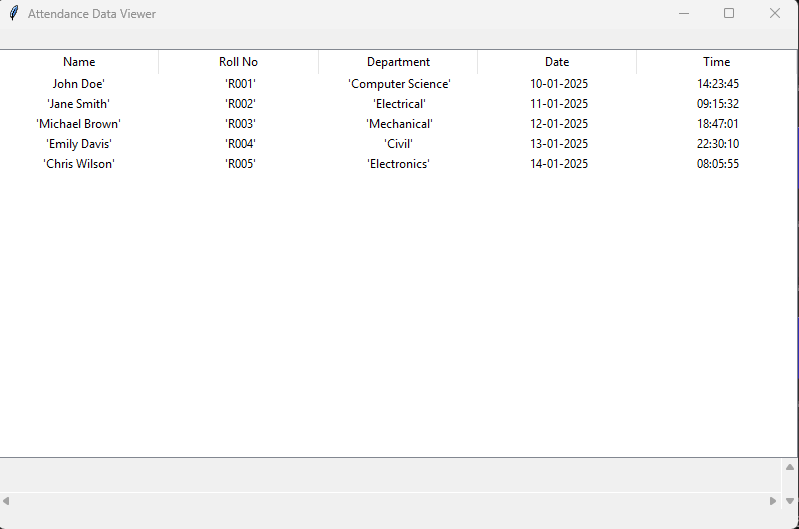 Attendance Data Viewer
Name Roll No Department Date Time
John Doe' 'R001' 'Computer Science' 10-01-2025 14:23:45
'Jane Smith' 'R002' 'Electrical' 11-01-2025 09:15:32
'Michael Brown' 'R003' 'Mechanical' 12-01-2025 18:47:01
'Emily Davis' 'R004' 'Civil' 13-01-2025 22:30:10
'Chris Wilson' 'R005' 'Electronics' 14-01-2025 08:05:55